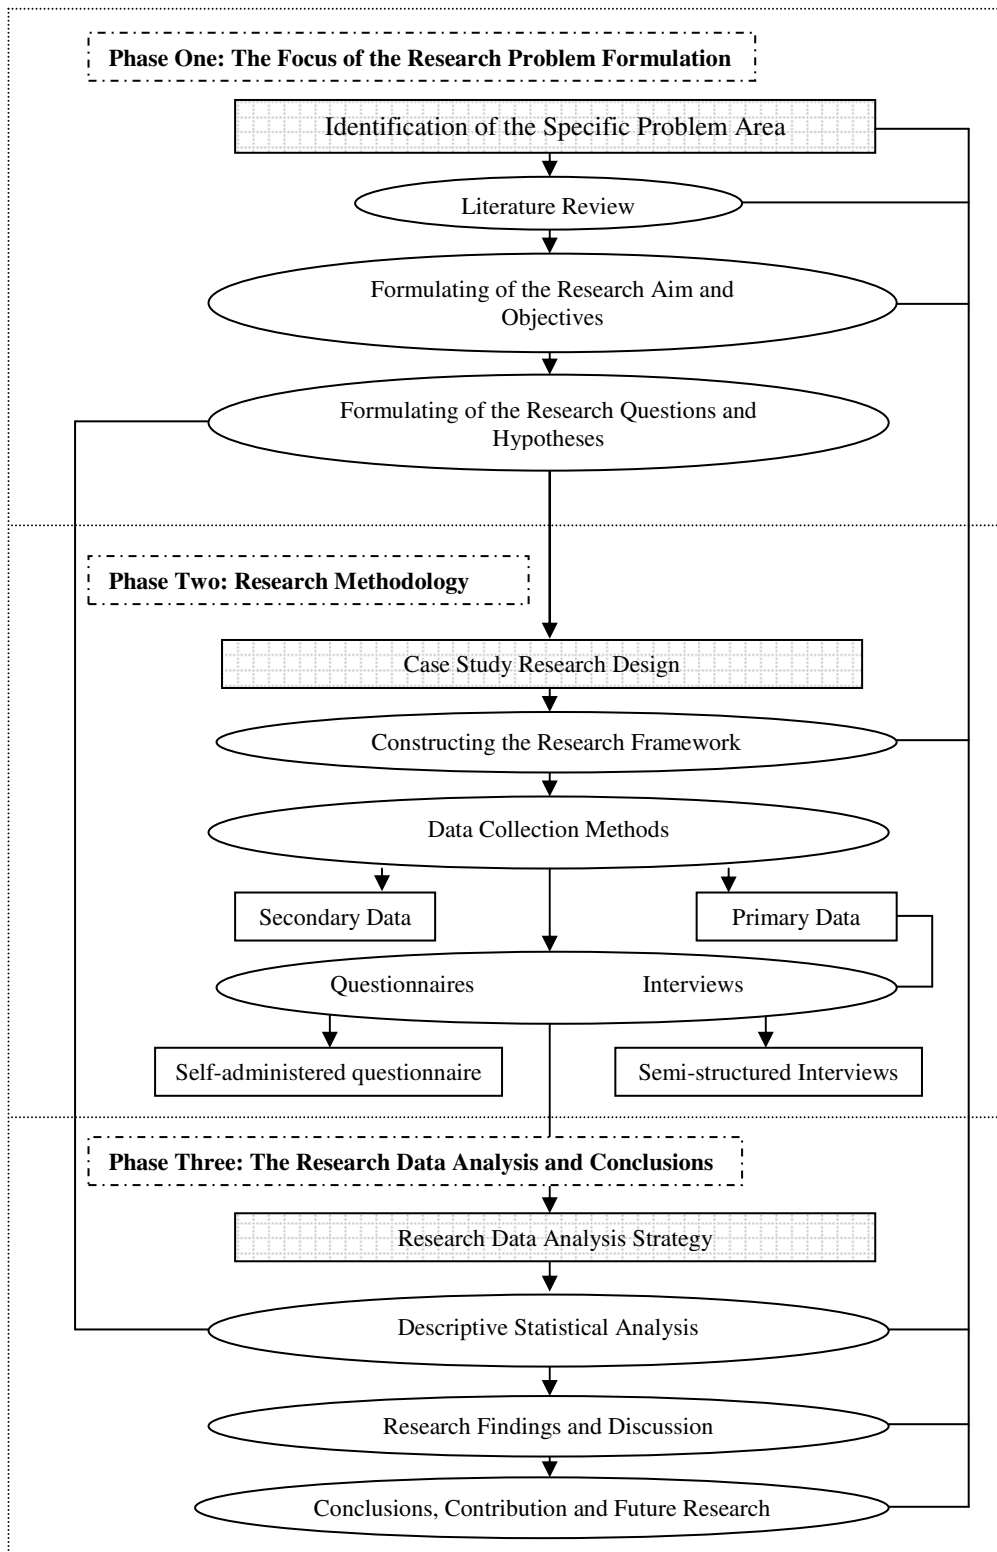 Phase One: The Focus of the Research Problem Formulation
Identification of the Specific Problem Area
Literature Review
Formulating of the Research Aim and
Objectives
Formulating of the Research Questions and
Hypotheses
Phase Two: Research Methodology
Case Study Research Design
Constructing the Research Framework
Data Collection Methods
Secondary Data
Primary Data
Questionnaires
Interviews
Self-administered questionnaire
Semi-structured Interviews
Phase Three: The Research Data Analysis and Conclusions
Research Data Analysis Strategy
Descriptive Statistical Analysis
Research Findings and Discussion
Conclusions, Contribution and Future Research